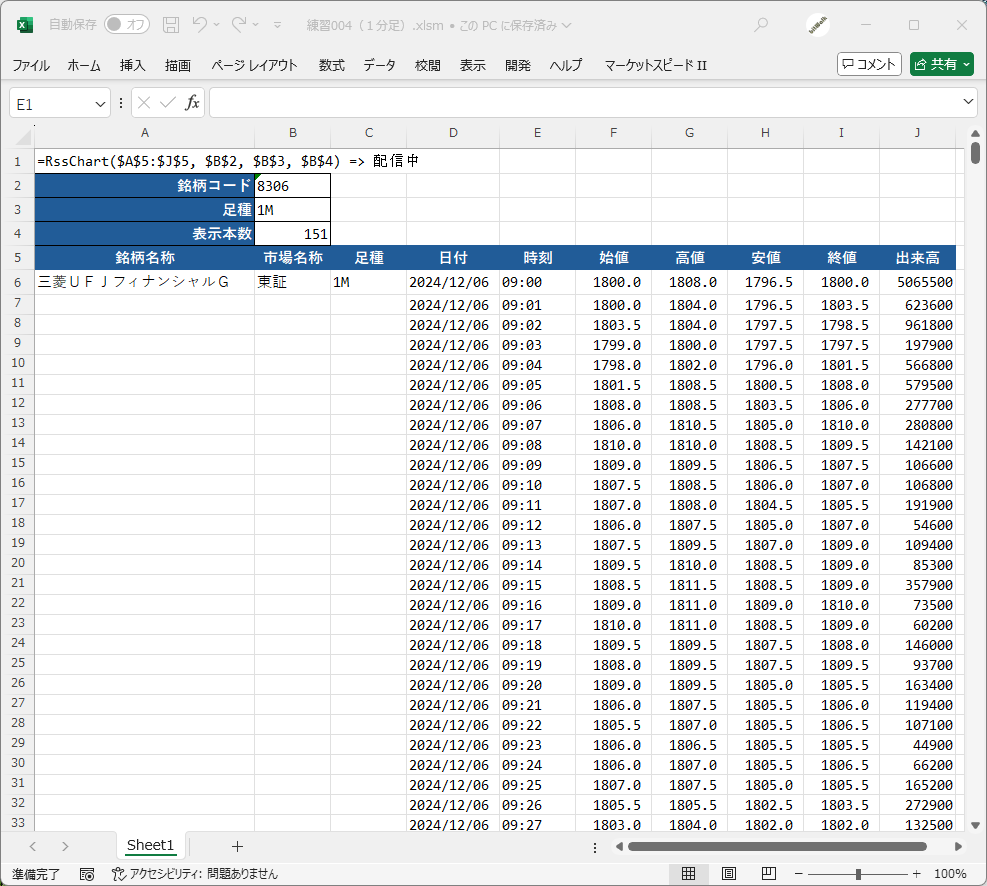 自動保存 オフ 練習004（１分足）.xlsm • この PC に保存済み
ファイル ホーム 挿入 描画 ページ レイアウト 数式 データ 校閲 表示 開発 ヘルプ マーケットスピード II コメント 共有
E1 fx
A B C D E F G H I J
1 =RssChart($A$5:$J$5, $B$2, $B$3, $B$4) => 配信中
2 銘柄コード 8306
3 足種 1M
4 表示本数 151
5 銘柄名称 市場名称 足種 日付 時刻 始値 高値 安値 終値 出来高
6 三菱ＵＦＪフィナンシャルＧ 東証 1M 2024/12/06 09:00 1800.0 1808.0 1796.5 1800.0 5065500
7 2024/12/06 09:01 1800.0 1804.0 1796.5 1803.5 623600
8 2024/12/06 09:02 1803.5 1804.0 1797.5 1798.5 961800
9 2024/12/06 09:03 1799.0 1800.0 1797.5 1797.5 197900
10 2024/12/06 09:04 1798.0 1802.0 1796.0 1801.5 566800
11 2024/12/06 09:05 1801.5 1808.5 1800.5 1808.0 579500
12 2024/12/06 09:06 1808.0 1808.5 1803.5 1806.0 277700
13 2024/12/06 09:07 1806.0 1810.5 1805.0 1810.0 280800
14 2024/12/06 09:08 1810.0 1810.0 1808.5 1809.5 142100
15 2024/12/06 09:09 1809.0 1809.5 1806.5 1807.5 106600
16 2024/12/06 09:10 1807.5 1808.5 1806.0 1807.0 106800
17 2024/12/06 09:11 1807.0 1808.0 1804.5 1805.5 191900
18 2024/12/06 09:12 1806.0 1807.5 1805.0 1807.0 54600
19 2024/12/06 09:13 1807.5 1809.5 1807.0 1809.0 109400
20 2024/12/06 09:14 1809.5 1810.0 1808.5 1809.0 85300
21 2024/12/06 09:15 1808.5 1811.5 1808.5 1809.0 357900
22 2024/12/06 09:16 1809.0 1811.0 1809.0 1810.0 73500
23 2024/12/06 09:17 1810.0 1811.0 1808.5 1809.0 60200
24 2024/12/06 09:18 1809.5 1809.5 1807.5 1808.0 146000
25 2024/12/06 09:19 1808.0 1809.5 1807.5 1809.5 93700
26 2024/12/06 09:20 1809.0 1809.5 1805.0 1805.5 163400
27 2024/12/06 09:21 1806.0 1807.5 1805.5 1806.0 119400
28 2024/12/06 09:22 1805.5 1807.0 1805.5 1806.5 107100
29 2024/12/06 09:23 1806.0 1806.5 1805.5 1805.5 44900
30 2024/12/06 09:24 1806.0 1807.0 1805.5 1806.5 66200
31 2024/12/06 09:25 1807.0 1807.5 1805.0 1805.5 165200
32 2024/12/06 09:26 1805.5 1805.5 1802.5 1803.5 272900
33 2024/12/06 09:27 1803.0 1804.0 1802.0 1802.0 132500
Sheet1
準備完了 アクセシビリティ: 問題ありません 100%